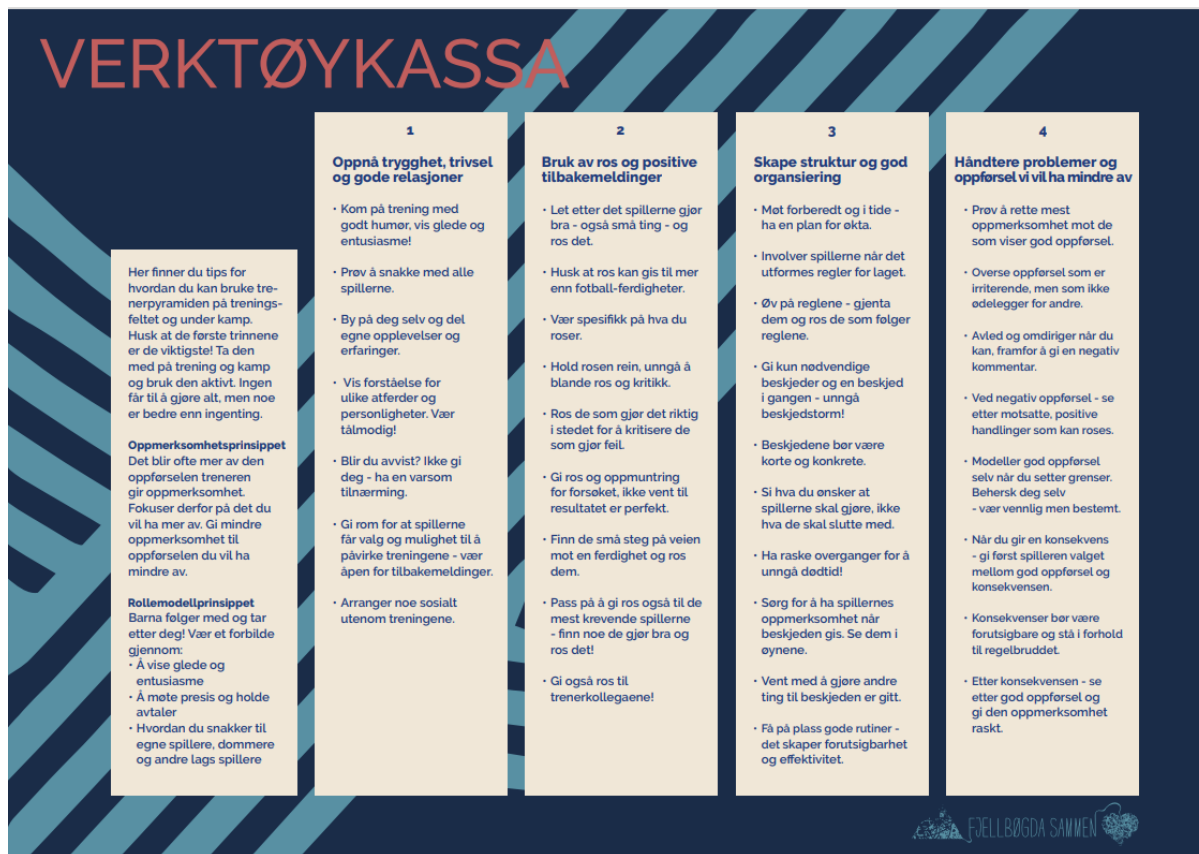 VERKTØYKASSA
Her finner du tips for
hvordan du kan bruke tre-
nerpyramiden på trenings-
feltet og under kamp.
Husk at de første trinnene
er de viktigste! Ta den
med på trening og kamp
og bruk den aktivt. Ingen
får til å gjøre alt, men noe
er bedre enn ingenting.
Oppmerksomhetsprinsippet
Det blir ofte mer av den
oppførselen treneren
gir oppmerksomhet.
Fokuser derfor på det du
vil ha mer av. Gi mindre
oppmerksomhet til
oppførselen du vil ha
mindre av.
Rollemodellprinsippet
Barna følger med og tar
etter deg! Vær et forbilde
gjennom:
• Å vise glede og
entusiasme
• Å møte presis og holde
avtaler
• Hvordan du snakker til
egne spillere, dommere
og andre lags spillere
1
Oppnå trygghet, trivsel
og gode relasjoner
• Kom på trening med
godt humør, vis glede og
entusiasme!
• Prøv å snakke med alle
spillerne.
• By på deg selv og del
egne opplevelser og
erfaringer.
• Vis forståelse for
ulike atferder og
personligheter. Vær
tålmodig!
• Blir du avvist? Ikke gi
deg - ha en varsom
tilnærming.
• Gi rom for at spillerne
får valg og mulighet til å
påvirke treningene - vær
åpen for tilbakemeldinger.
• Arranger noe sosialt
utenom treningene.
2
Bruk av ros og positive
tilbakemeldinger
• Let etter det spillerne gjør
bra - også små ting - og
ros det.
• Husk at ros kan gis til mer
enn fotball-ferdigheter.
• Vær spesifikk på hva du
roser.
• Hold rosen rein, unngå å
blande ros og kritikk.
• Ros de som gjør det riktig
i stedet for å kritisere de
som gjør feil.
• Gi ros og oppmuntring
for forsøket, ikke vent til
resultatet er perfekt.
• Finn de små steg på veien
mot en ferdighet og ros
dem.
• Pass på å gi ros også til de
mest krevende spillerne
- finn noe de gjør bra og
ros det!
• Gi også ros til
trenerkollegaene!
3
Skape struktur og god
organsiering
• Møt forberedt og i tide -
ha en plan for økta.
• Involver spillerne når det
utformes regler for laget.
• Øv på reglene - gjenta
dem og ros de som følger
reglene.
• Gi kun nødvendige
beskjeder og en beskjed
i gangen - unngå
beskjedstorm!
• Beskjedene bør være
korte og konkrete.
• Si hva du ønsker at
spillerne skal gjøre, ikke
hva de skal slutte med.
• Ha raske overganger for å
unngå dødtid!
• Sørg for å ha spillernes
oppmerksomhet når
beskjeden gis. Se dem i
øynene.
• Vent med å gjøre andre
ting til beskjeden er gitt.
• Få på plass gode rutiner -
det skaper forutsigbarhet
og effektivitet.
4
Håndtere problemer og
oppførsel vi vil ha mindre av
• Prøv å rette mest
oppmerksomhet mot de
som viser god oppførsel.
• Overse oppførsel som er
irriterende, men som ikke
ødelegger for andre.
• Avled og omdiriger når du
kan, framfor å gi en negativ
kommentar.
• Ved negativ oppførsel - se
etter motsatte, positive
handlinger som kan roses.
• Modeller god oppførsel
selv når du setter grenser.
Behersk deg selv
- vær vennlig men bestemt.
• Når du gir en konsekvens
- gi først spilleren valget
mellom god oppførsel og
konsekvensen.
• Konsekvenser bør være
forutsigbare og stå i forhold
til regelbruddet.
• Etter konsekvensen - se
etter god oppførsel og
gi den oppmerksomhet
raskt.
FJELLBØGDA SAMMEN